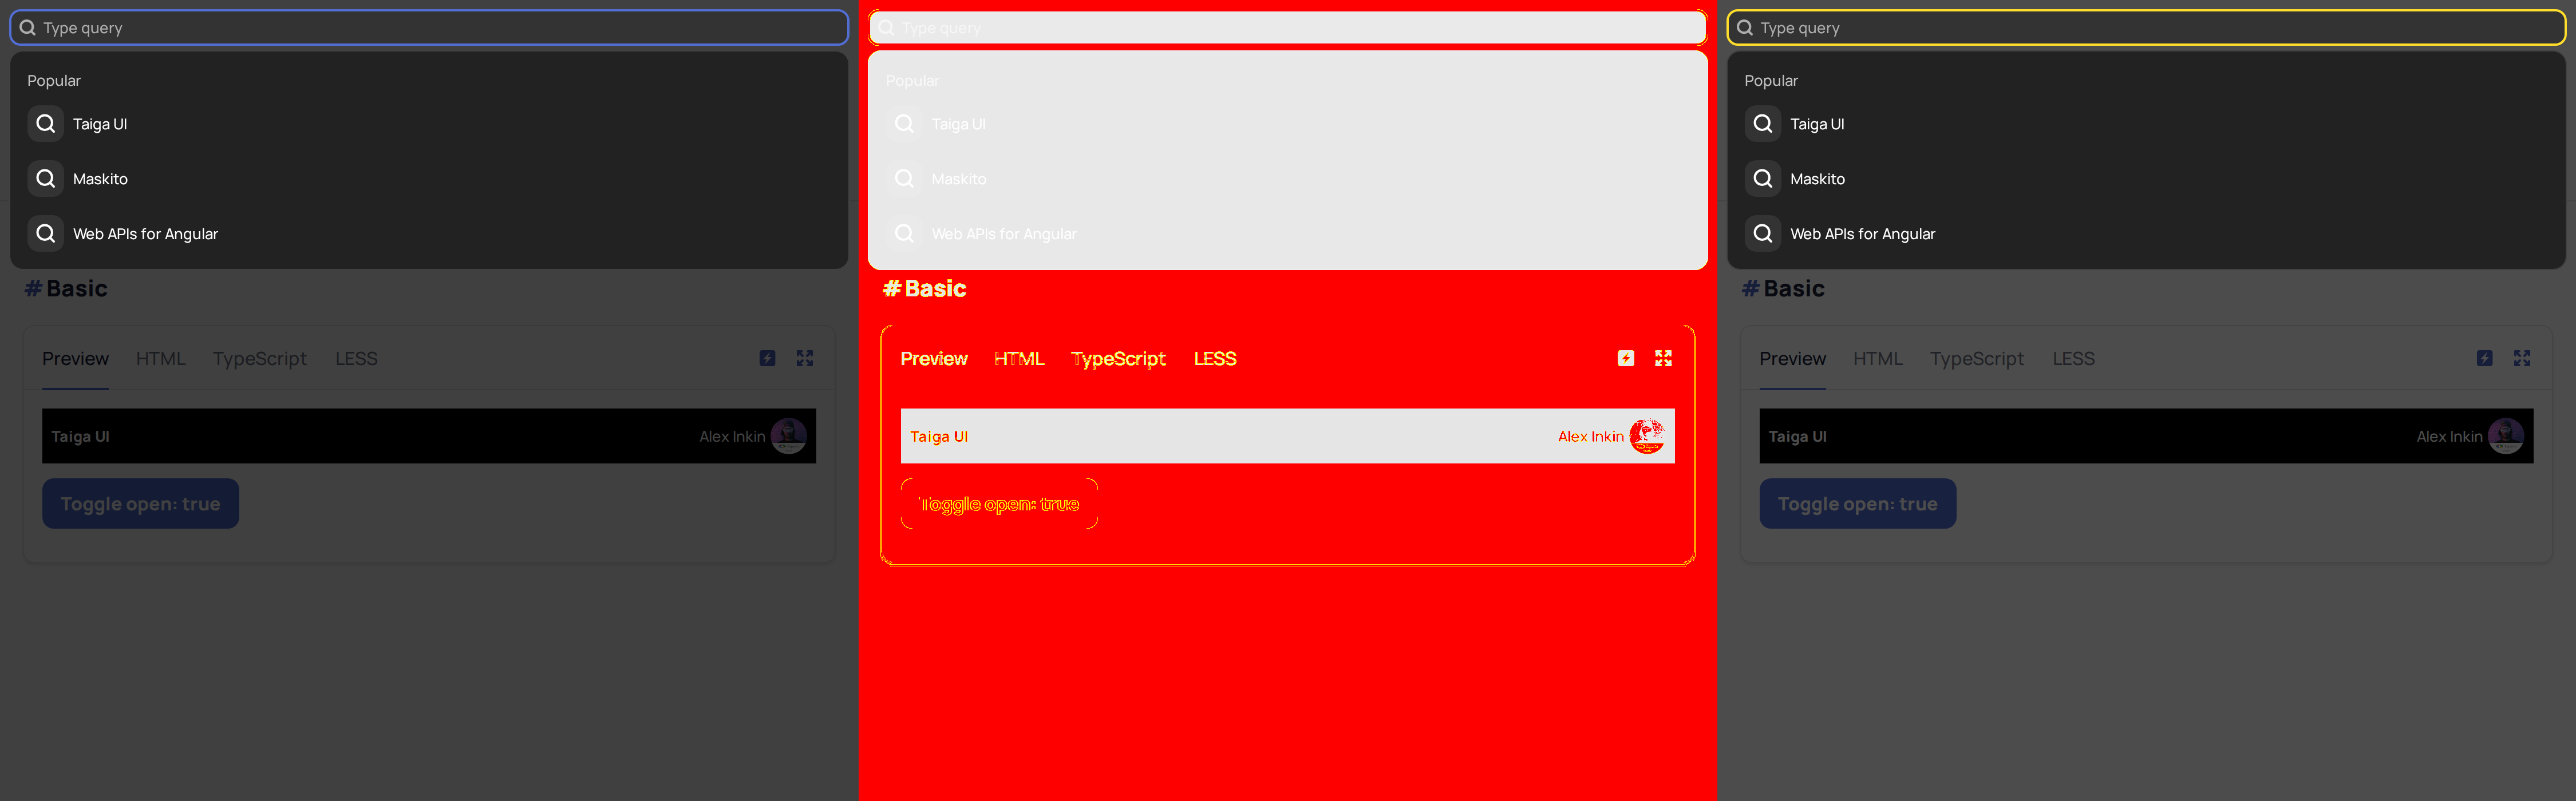 Type query
Popular
Taiga UI
Maskito
Web APIs for Angular
# Basic
Preview HTML TypeScript LESS
Taiga UI Alex Inkin
Toggle open: true
Type query
Popular
Taiga UI
Maskito
Web APIs for Angular
# Basic
Preview HTML TypeScript LESS
Taiga UI Alex Inkin
Toggle open: true
Type query
Popular
Taiga UI
Maskito
Web APIs for Angular
# Basic
Preview HTML TypeScript LESS
Taiga UI Alex Inkin
Toggle open: true